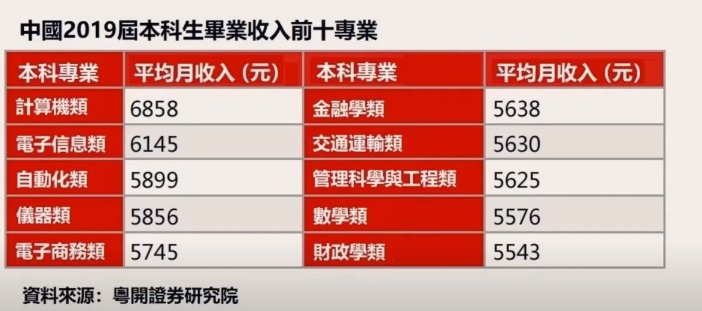 中國2019屆本科生畢業收入前十專業
本科專業 平均月收入（元） 本科專業 平均月收入（元）
計算機類 6858 金融學類 5638
電子信息類 6145 交通運輸類 5630
自動化類 5899 管理科學與工程類 5625
儀器類 5856 數學類 5576
電子商務類 5745 財政學類 5543
資料來源：粵開證券研究院